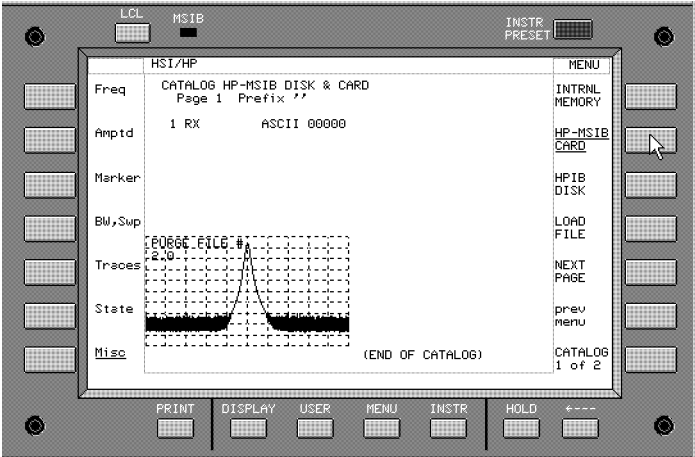 LCL
MSIB
INSTR
PRESET
HSI/HP
MENU
Freq
CATALOG HP-MSIB DISK & CARD
Page 1 Prefix ''
INTRNL
MEMORY
Amptd
1 RX ASCII 00000
HP-MSIB
CARD
Marker
HPIB
DISK
BW,Swp
LOAD
FILE
PURGE FILE #
2.0
Traces
NEXT
PAGE
State
prev
menu
Misc
(END OF CATALOG)
CATALOG
1 of 2
PRINT
DISPLAY
USER
MENU
INSTR
HOLD
<---